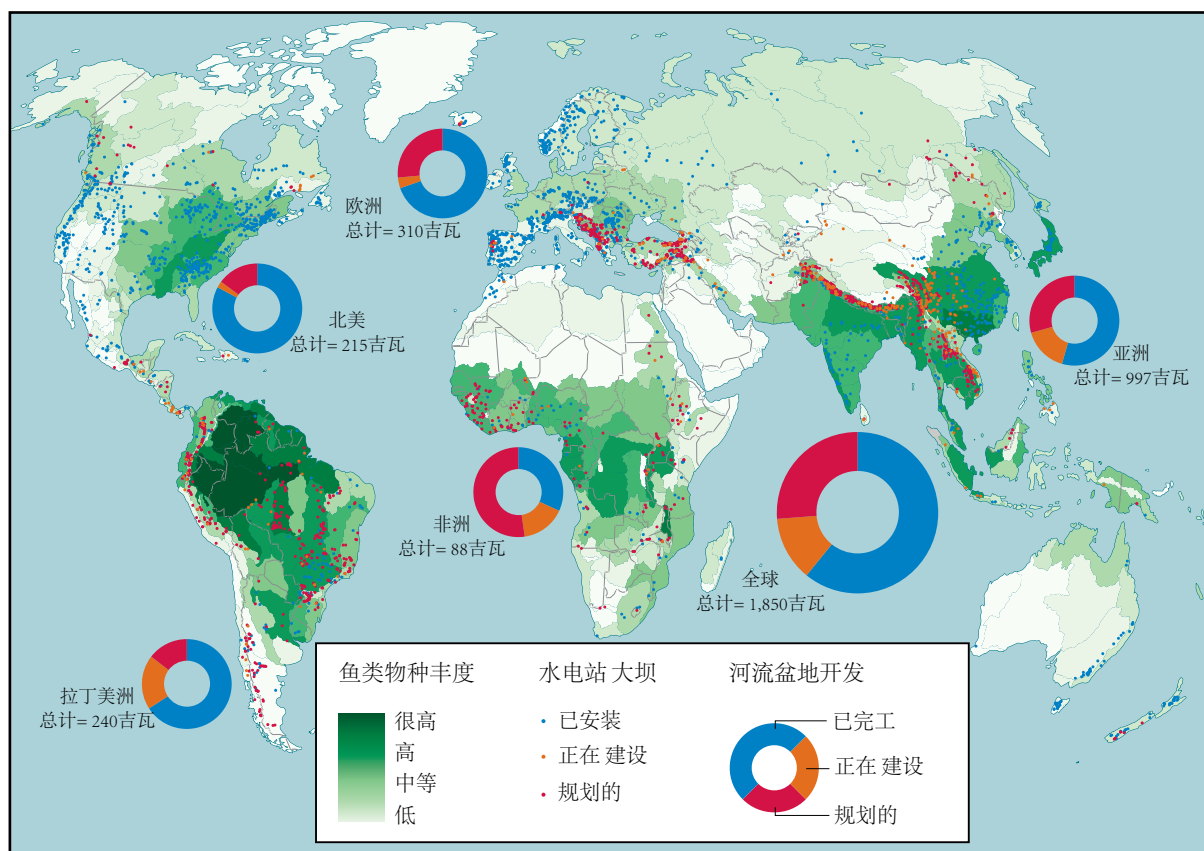 欧洲
总计= 310吉瓦
北美
总计= 215吉瓦
亚洲
总计= 997吉瓦
非洲
总计= 88吉瓦
全球
总计= 1,850吉瓦
拉丁美洲
总计= 240吉瓦
鱼类物种丰度
很高
高
中等
低
水电站 大坝
已安装
正在 建设
规划的
河流盆地开发
已完工
正在 建设
规划的